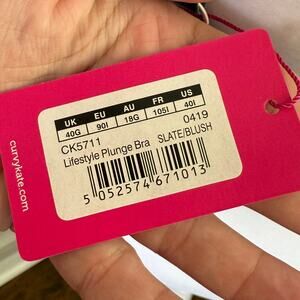 UK EU AU FR US
40G 90I 18G 105I 40I
CK5711 0419
Lifestyle Plunge Bra SLATE/BLUSH
5 052574 671013
curvykate.com